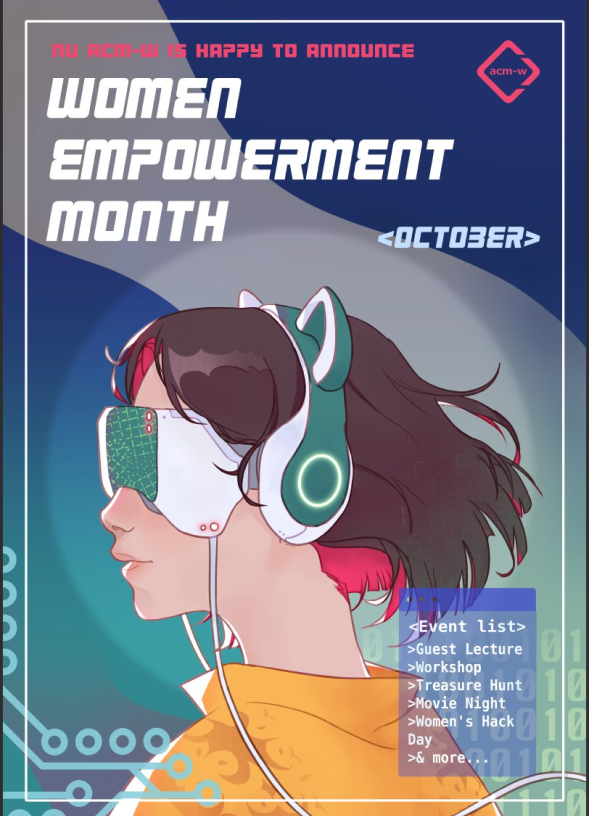 NU ACM-W IS HAPPY TO ANNOUNCE
acm-w
WOMEN
EMPOWERMENT
MONTH
<OCTOBER>
<Event list>
>Guest Lecture
>Workshop
>Treasure Hunt
>Movie Night
>Women's Hack
Day
>& more...